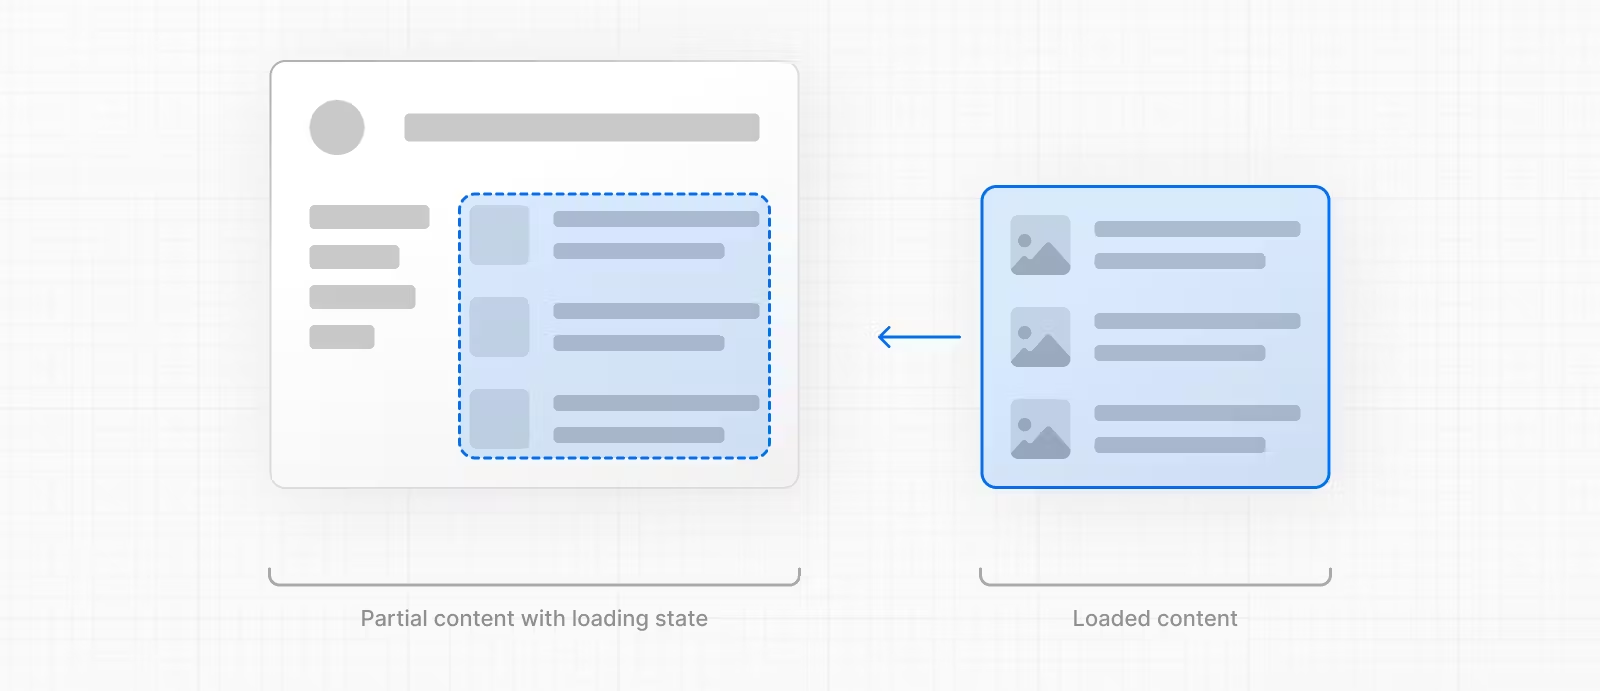 Partial content with loading state
Loaded content